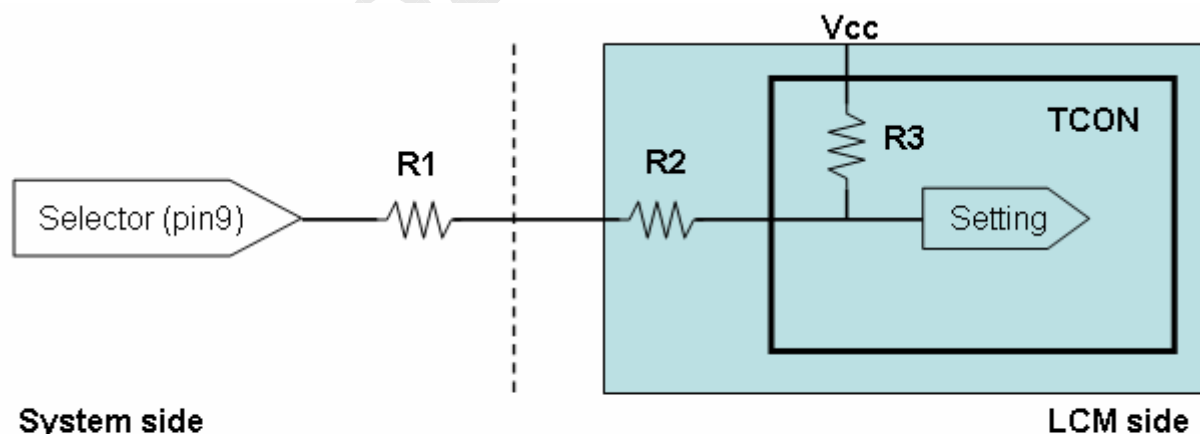 Vcc
TCON
R3
R1
R2
Selector (pin9)
Setting
System side
LCM side